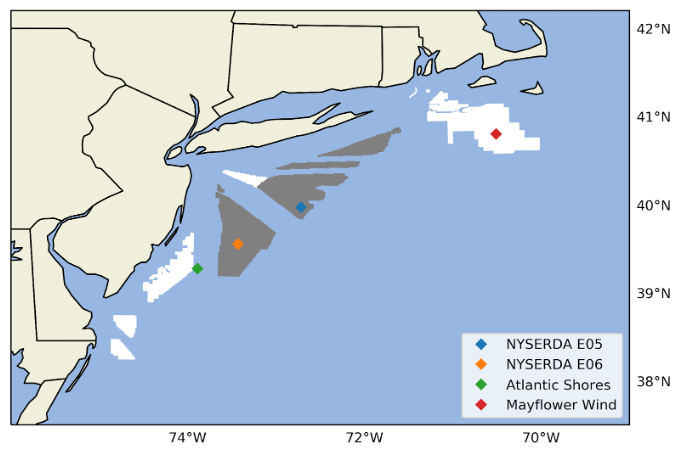 42°N
41°N
40°N
39°N
38°N
NYSERDA E05
NYSERDA E06
Atlantic Shores
Mayflower Wind
74°W 72°W 70°W